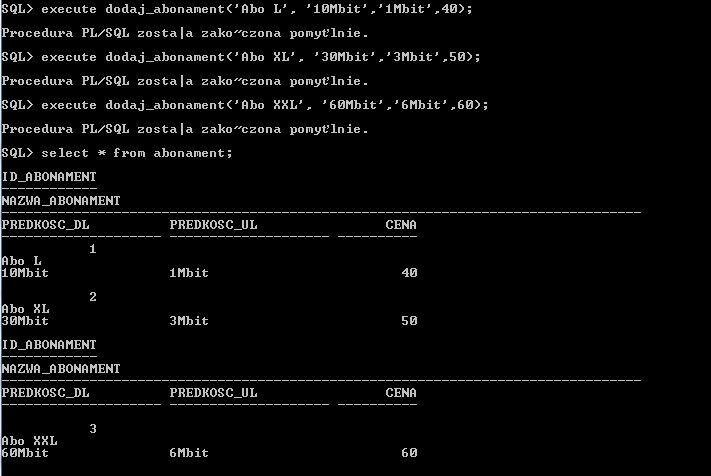 SQL> execute dodaj_abonament('Abo L', '10Mbit','1Mbit',40);
Procedura PL/SQL zosta|a zako~czona pomyťlnie.
SQL> execute dodaj_abonament('Abo XL', '30Mbit','3Mbit',50);
Procedura PL/SQL zosta|a zako~czona pomyťlnie.
SQL> execute dodaj_abonament('Abo XXL', '60Mbit','6Mbit',60);
Procedura PL/SQL zosta|a zako~czona pomyťlnie.
SQL> select * from abonament;
ID_ABONAMENT
------------
NAZWA_ABONAMENT
--------------------------------------------------------------------------------
PREDKOSC_DL          PREDKOSC_UL                CENA
-------------------- -------------------- ----------
1
Abo L
10Mbit               1Mbit                        40
2
Abo XL
30Mbit               3Mbit                        50
ID_ABONAMENT
------------
NAZWA_ABONAMENT
--------------------------------------------------------------------------------
PREDKOSC_DL          PREDKOSC_UL                CENA
-------------------- -------------------- ----------
3
Abo XXL
60Mbit               6Mbit                        60